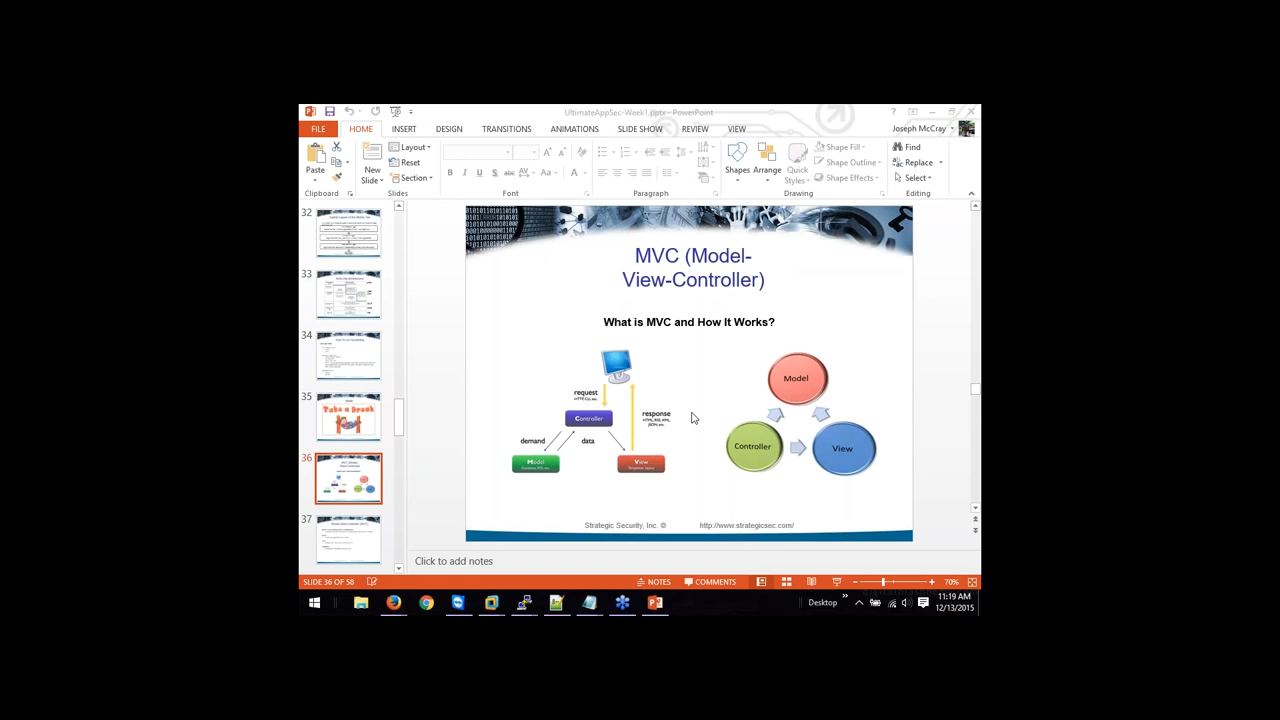 UltimateAppSec-Week1.pptx - PowerPoint
FILE HOME INSERT DESIGN TRANSITIONS ANIMATIONS SLIDE SHOW REVIEW VIEW Joseph McCray
Paste
Clipboard
New
Slide
Layout
Reset
Section
Slides
Font
Paragraph
Shapes
Arrange
Quick
Styles
Shape Fill
Shape Outline
Shape Effects
Drawing
Find
Replace
Select
Editing
32
33
34
35
Take a break
36
37
MVC (Model-
View-Controller)
What is MVC and How It Works?
request
Controller
response
demand
data
Model
View
Model
Controller
View
Strategic Security, Inc. © http://www.strategicsec.com/
Click to add notes
SLIDE 36 OF 58 NOTES COMMENTS 70%
Desktop
11:19 AM
12/13/2015